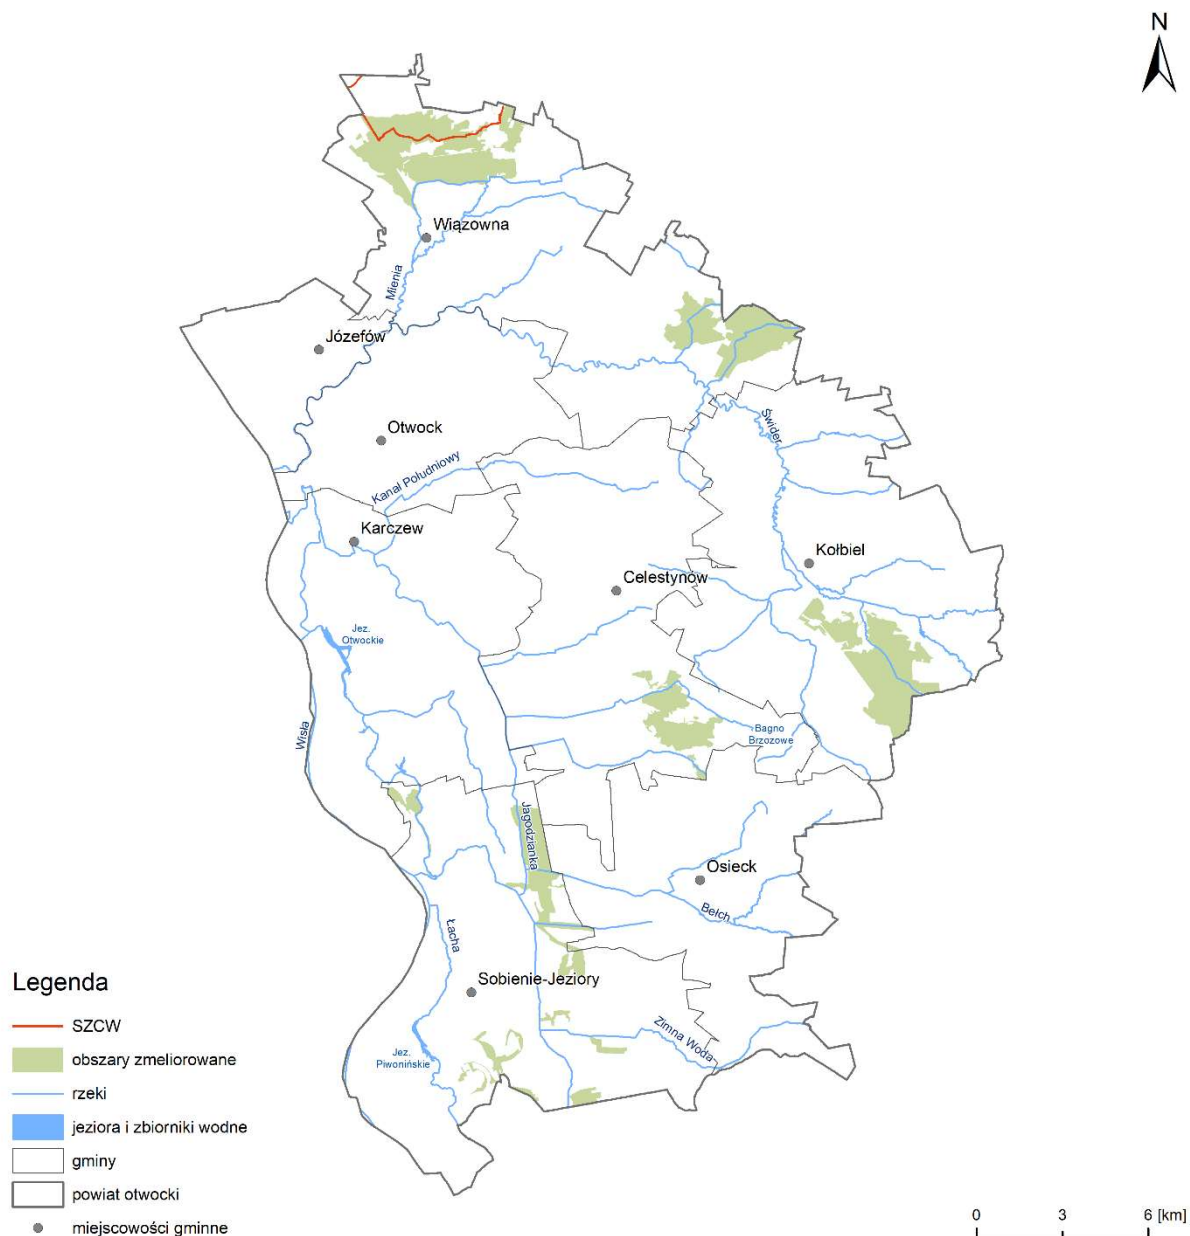 N
Wiązowna
Mienia
Józefów
Otwock
Świder
Kanał Południowy
Karczew
Kołbiel
Celestynów
Jez.
Otwockie
Wisła
Bagno
Brzozowe
Jagodzianka
Osieck
Bełch
Łacha
Sobienie-Jeziory
Zimna Woda
Jez.
Piwonińskie
Legenda
SZCW
obszary zmeliorowane
rzeki
jeziora i zbiorniki wodne
gminy
powiat otwocki
miejscowości gminne
0 3 6 [km]